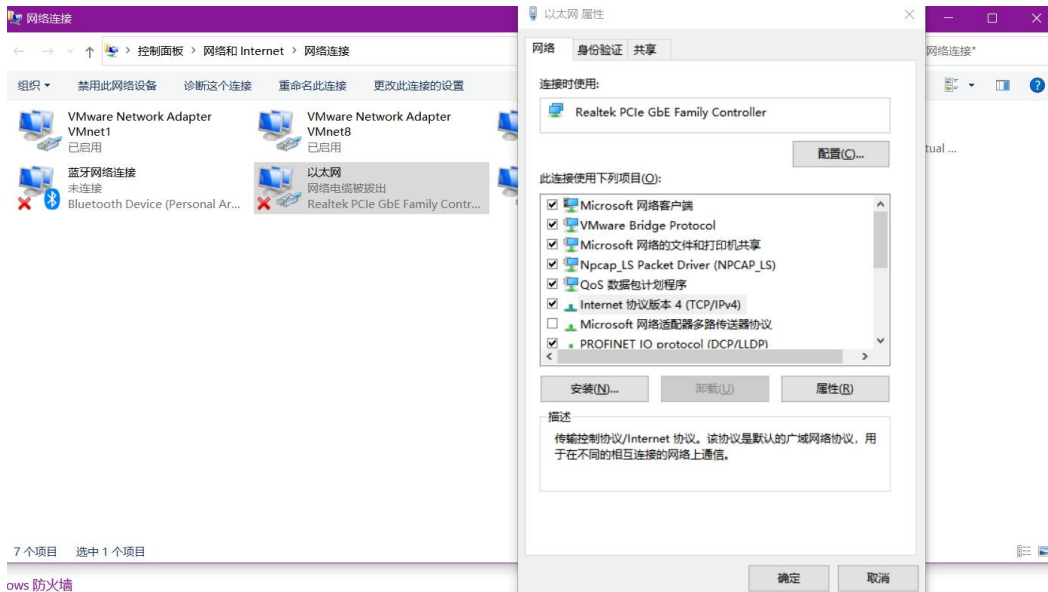 网络连接
控制面板 > 网络和 Internet > 网络连接
组织 禁用此网络设备 诊断这个连接 重命名此连接 更改此连接的设置
VMware Network Adapter
VMnet1
已启用
VMware Network Adapter
VMnet8
已启用
蓝牙网络连接
未连接
Bluetooth Device (Personal Ar...
以太网
网络电缆被拔出
Realtek PCIe GbE Family Contr...
7 个项目 选中 1 个项目
ows 防火墙
以太网 属性
网络 身份验证 共享
连接时使用:
Realtek PCIe GbE Family Controller
配置(C)...
此连接使用下列项目(O):
Microsoft 网络客户端
VMware Bridge Protocol
Microsoft 网络的文件和打印机共享
Npcap_LS Packet Driver (NPCAP_LS)
QoS 数据包计划程序
Internet 协议版本 4 (TCP/IPv4)
Microsoft 网络适配器多路传送器协议
PROFINET IO protocol (DCP/LLDP)
安装(N)... 卸载(U) 属性(R)
描述
传输控制协议/Internet 协议。该协议是默认的广域网络协议，用
于在不同的相互连接的网络上通信。
确定 取消
网络连接"
tual ...